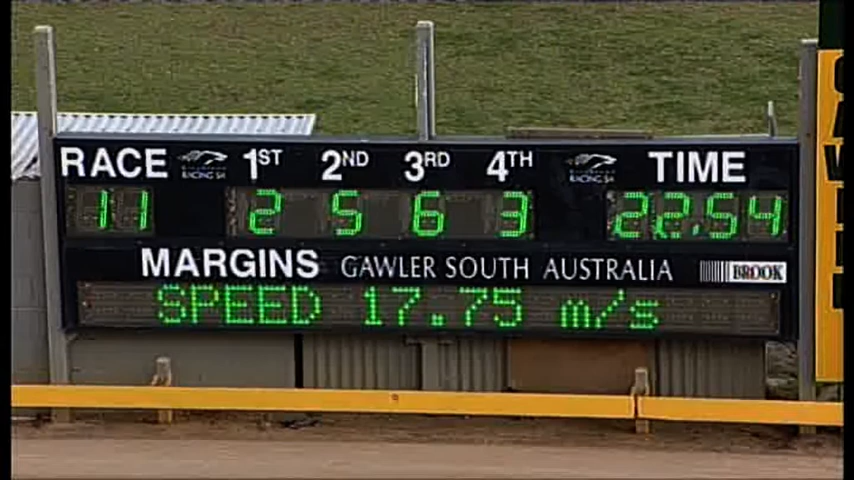 RACE 1ST 2ND 3RD 4TH TIME
11 2 5 6 3 22.54
MARGINS GAWLER SOUTH AUSTRALIA BROOK
SPEED 17.75 m/s